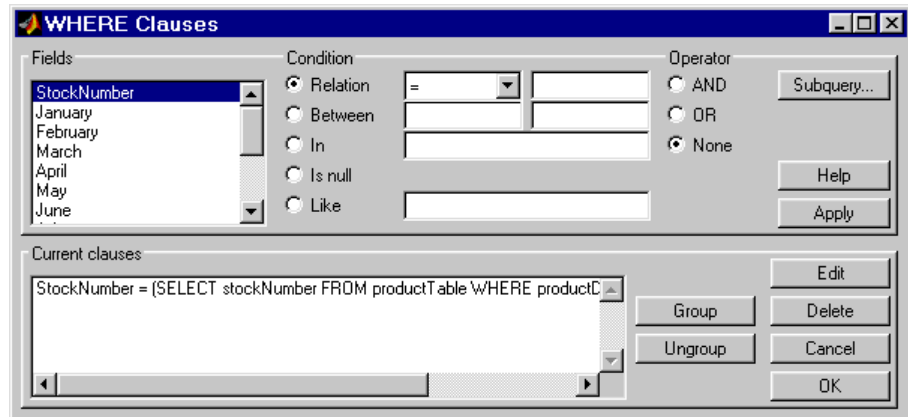 WHERE Clauses
Fields
Condition
Operator
StockNumber
January
February
March
April
May
June
Relation
=
Between
In
Is null
Like
AND
OR
None
Subquery...
Help
Apply
Current clauses
StockNumber = (SELECT stockNumber FROM productTable WHERE
Group
Ungroup
Edit
Delete
Cancel
OK